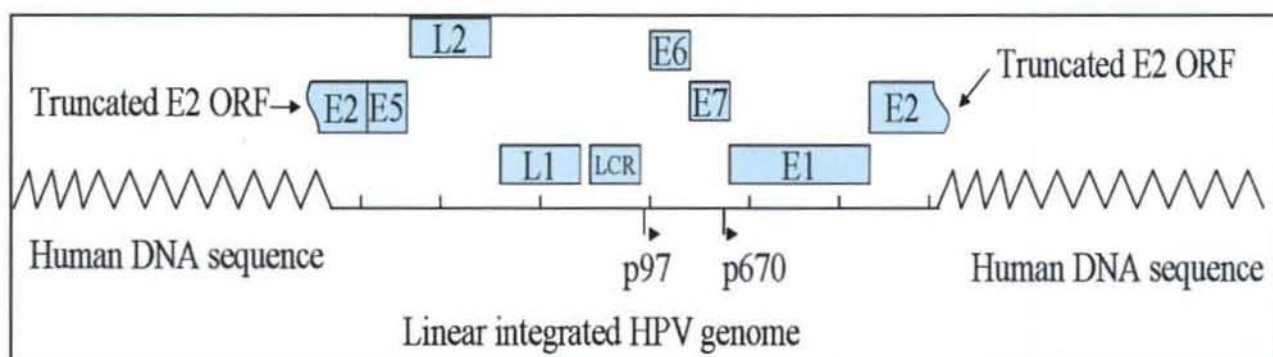 L2
E6
Truncated E2 ORF
Truncated E2 ORF
E2 E5
E7
E2
L1
LCR
E1
Human DNA sequence
p97
p670
Human DNA sequence
Linear integrated HPV genome